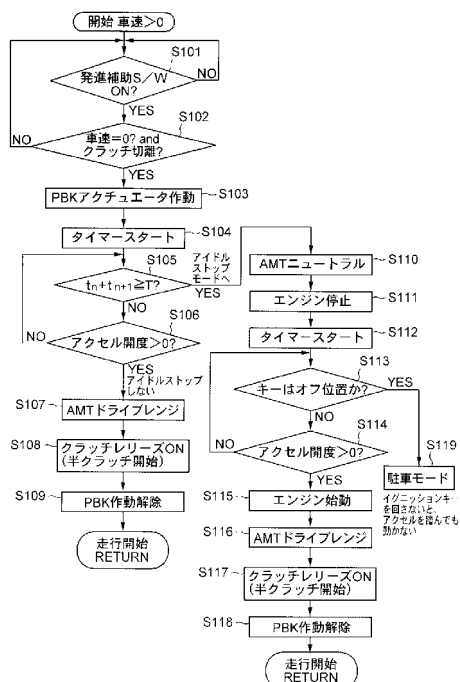 開始 車速>0
S101
発進補助S/W
ON?
NO
YES
S102
車速=0? and
クラッチ切離?
NO
YES
PBKアクチュエータ作動
S103
タイマースタート
S104
S105
tn+tn+1≧T?
アイドル
ストップ
モードへ
YES
NO
S106
アクセル開度>0?
NO
YES
アイドルストップ
しない
S107
AMTドライブレンジ
S108
クラッチレリーズON
(半クラッチ開始)
S109
PBK作動解除
走行開始
RETURN
AMTニュートラル
S110
エンジン停止
S111
タイマースタート
S112
S113
キーはオフ位置か?
YES
NO
S114
アクセル開度>0?
NO
YES
S119
駐車モード
イグニッションキー
を回さないと、
アクセルを踏んでも
動かない
S115
エンジン始動
S116
AMTドライブレンジ
S117
クラッチレリーズON
(半クラッチ開始)
S118
PBK作動解除
走行開始
RETURN